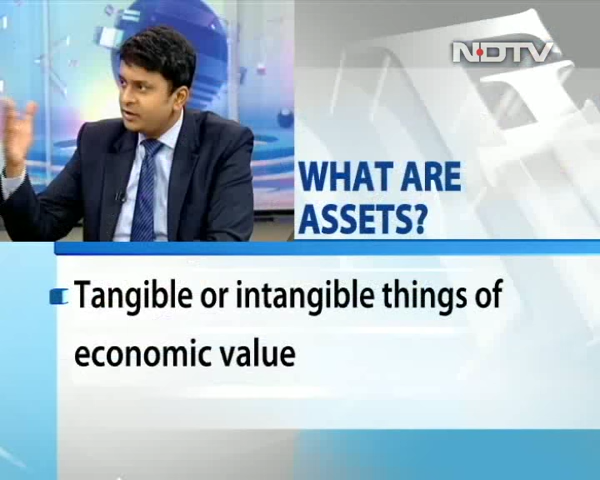 NDTV
WHAT ARE
ASSETS?
Tangible or intangible things of
economic value